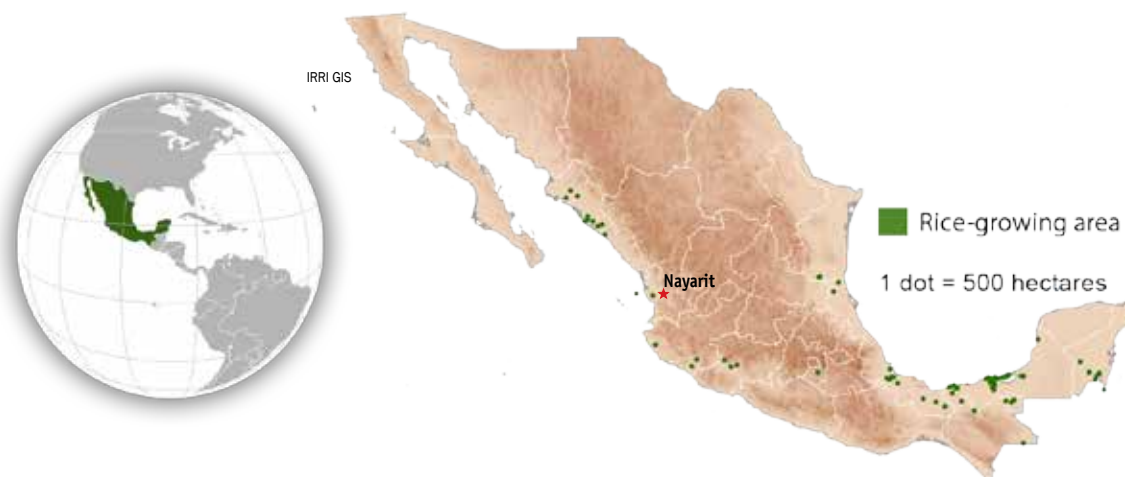 IRRI GIS
Rice-growing area
Nayarit
1 dot = 500 hectares